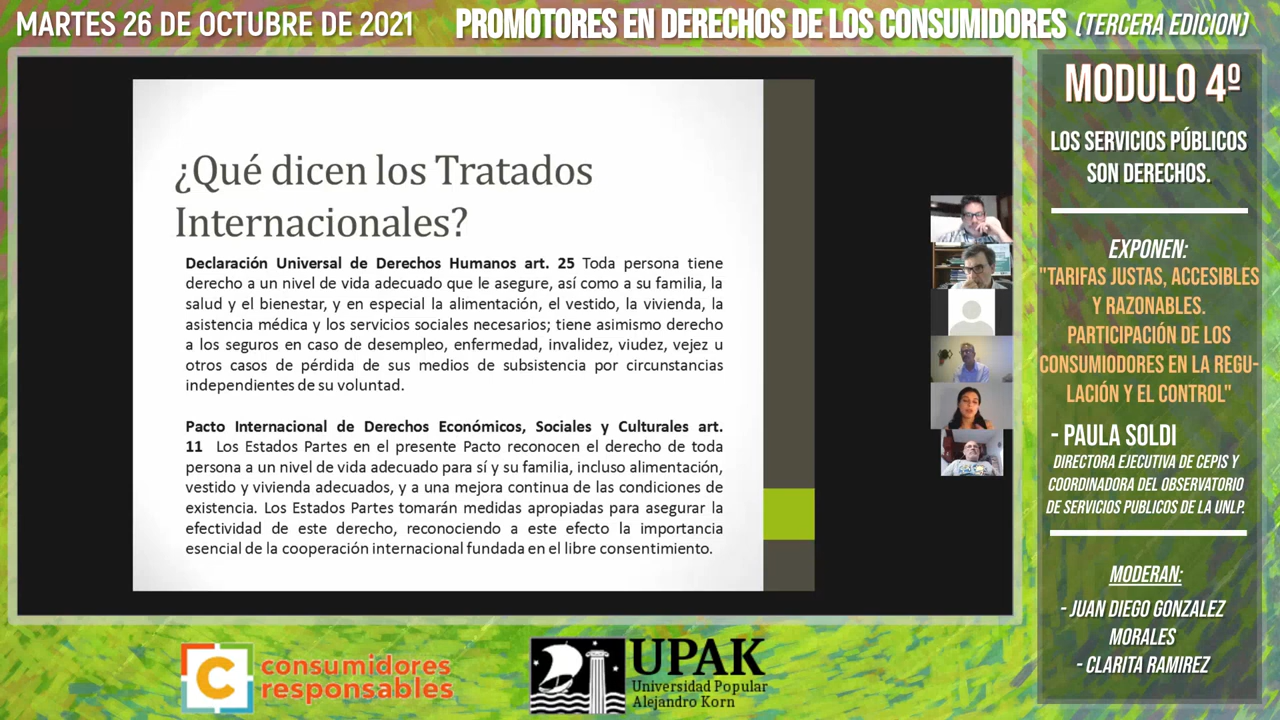 MARTES 26 DE OCTUBRE DE 2021
PROMOTORES EN DERECHOS DE LOS CONSUMIDORES (TERCERA EDICION)
¿Qué dicen los Tratados
Internacionales?
Declaración Universal de Derechos Humanos art. 25 Toda persona tiene
derecho a un nivel de vida adecuado que le asegure, así como a su familia, la
salud y el bienestar, y en especial la alimentación, el vestido, la vivienda, la
asistencia médica y los servicios sociales necesarios; tiene asimismo derecho
a los seguros en caso de desempleo, enfermedad, invalidez, viudez, vejez u
otros casos de pérdida de sus medios de subsistencia por circunstancias
independientes de su voluntad.
Pacto Internacional de Derechos Económicos, Sociales y Culturales art.
11 Los Estados Partes en el presente Pacto reconocen el derecho de toda
persona a un nivel de vida adecuado para sí y su familia, incluso alimentación,
vestido y vivienda adecuados, y a una mejora continua de las condiciones de
existencia. Los Estados Partes tomarán medidas apropiadas para asegurar la
efectividad de este derecho, reconociendo a este efecto la importancia
esencial de la cooperación internacional fundada en el libre consentimiento.
MODULO 4º
LOS SERVICIOS PÚBLICOS
SON DERECHOS.
EXPONEN:
"TARIFAS JUSTAS, ACCESIBLES
Y RAZONABLES.
PARTICIPACIÓN DE LOS
CONSUMIODORES EN LA REGU-
LACIÓN Y EL CONTROL"
- PAULA SOLDI
DIRECTORA EJECUTIVA DE CEPIS Y
COORDINADORA DEL OBSERVATORIO
DE SERVICIOS PUBLICOS DE LA UNLP.
MODERAN:
- JUAN DIEGO GONZALEZ
MORALES
- CLARITA RAMIREZ
C
consumidores
responsables
UPAK
Universidad Popular
Alejandro Korn